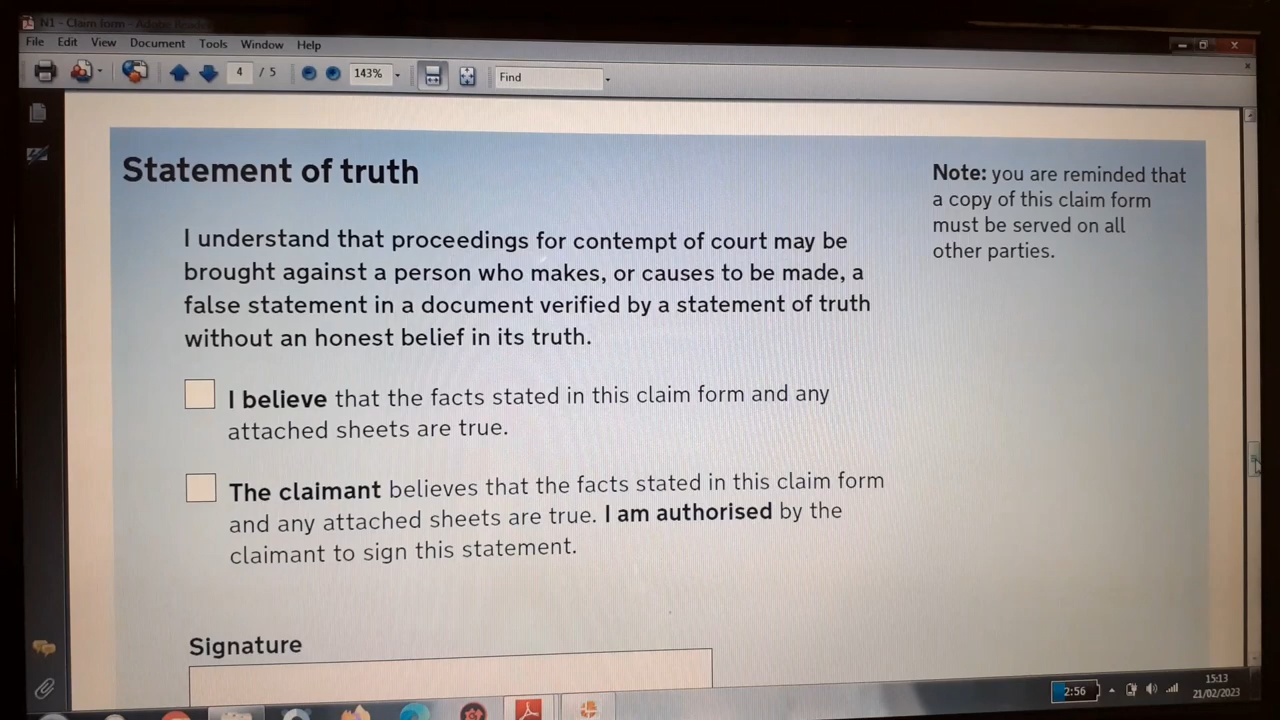 N1 - Claim form - Adobe Reader
File Edit View Document Tools Window Help
4 / 5 143% Find
Statement of truth
I understand that proceedings for contempt of court may be
brought against a person who makes, or causes to be made, a
false statement in a document verified by a statement of truth
without an honest belief in its truth.
I believe that the facts stated in this claim form and any
attached sheets are true.
The claimant believes that the facts stated in this claim form
and any attached sheets are true. I am authorised by the
claimant to sign this statement.
Signature
Note: you are reminded that
a copy of this claim form
must be served on all
other parties.
2:56
15:13
21/02/2023